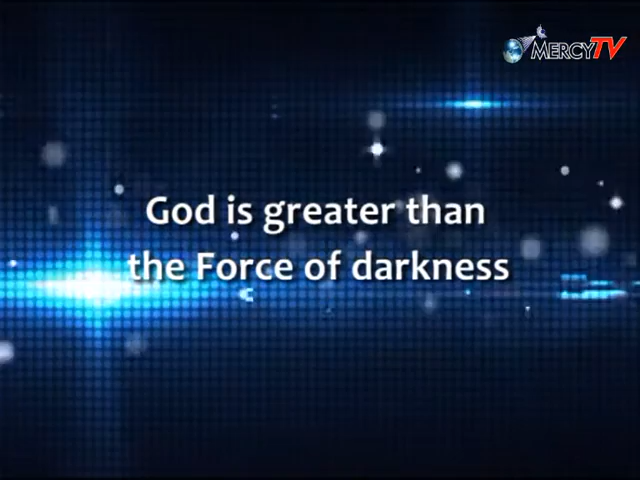 MERCYTV
God is greater than
the Force of darkness